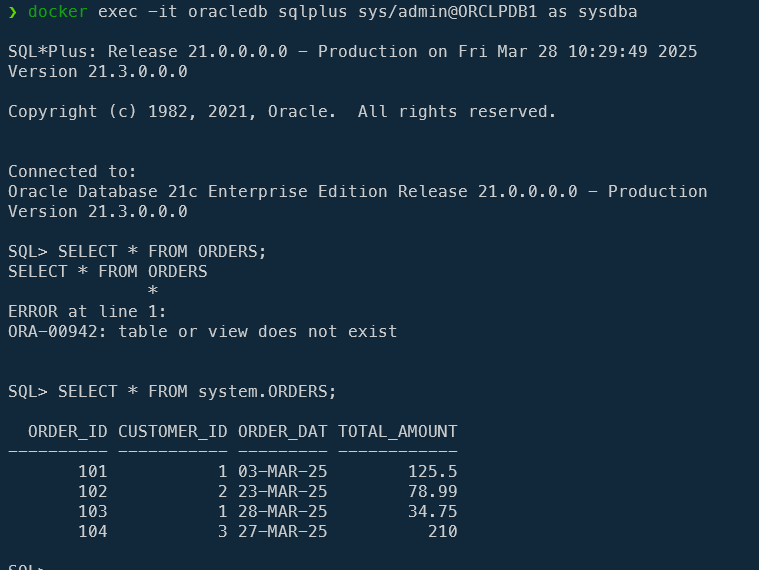 ❯ docker exec -it oracledb sqlplus sys/admin@ORCLPDB1 as sysdba
SQL*Plus: Release 21.0.0.0.0 - Production on Fri Mar 28 10:29:49 2025
Version 21.3.0.0.0
Copyright (c) 1982, 2021, Oracle.  All rights reserved.
Connected to:
Oracle Database 21c Enterprise Edition Release 21.0.0.0.0 - Production
Version 21.3.0.0.0
SQL> SELECT * FROM ORDERS;
SELECT * FROM ORDERS
              *
ERROR at line 1:
ORA-00942: table or view does not exist
SQL> SELECT * FROM system.ORDERS;
  ORDER_ID CUSTOMER_ID ORDER_DAT TOTAL_AMOUNT
---------- ----------- --------- ------------
       101           1 03-MAR-25        125.5
       102           2 23-MAR-25        78.99
       103           1 28-MAR-25        34.75
       104           3 27-MAR-25          210
SQL>